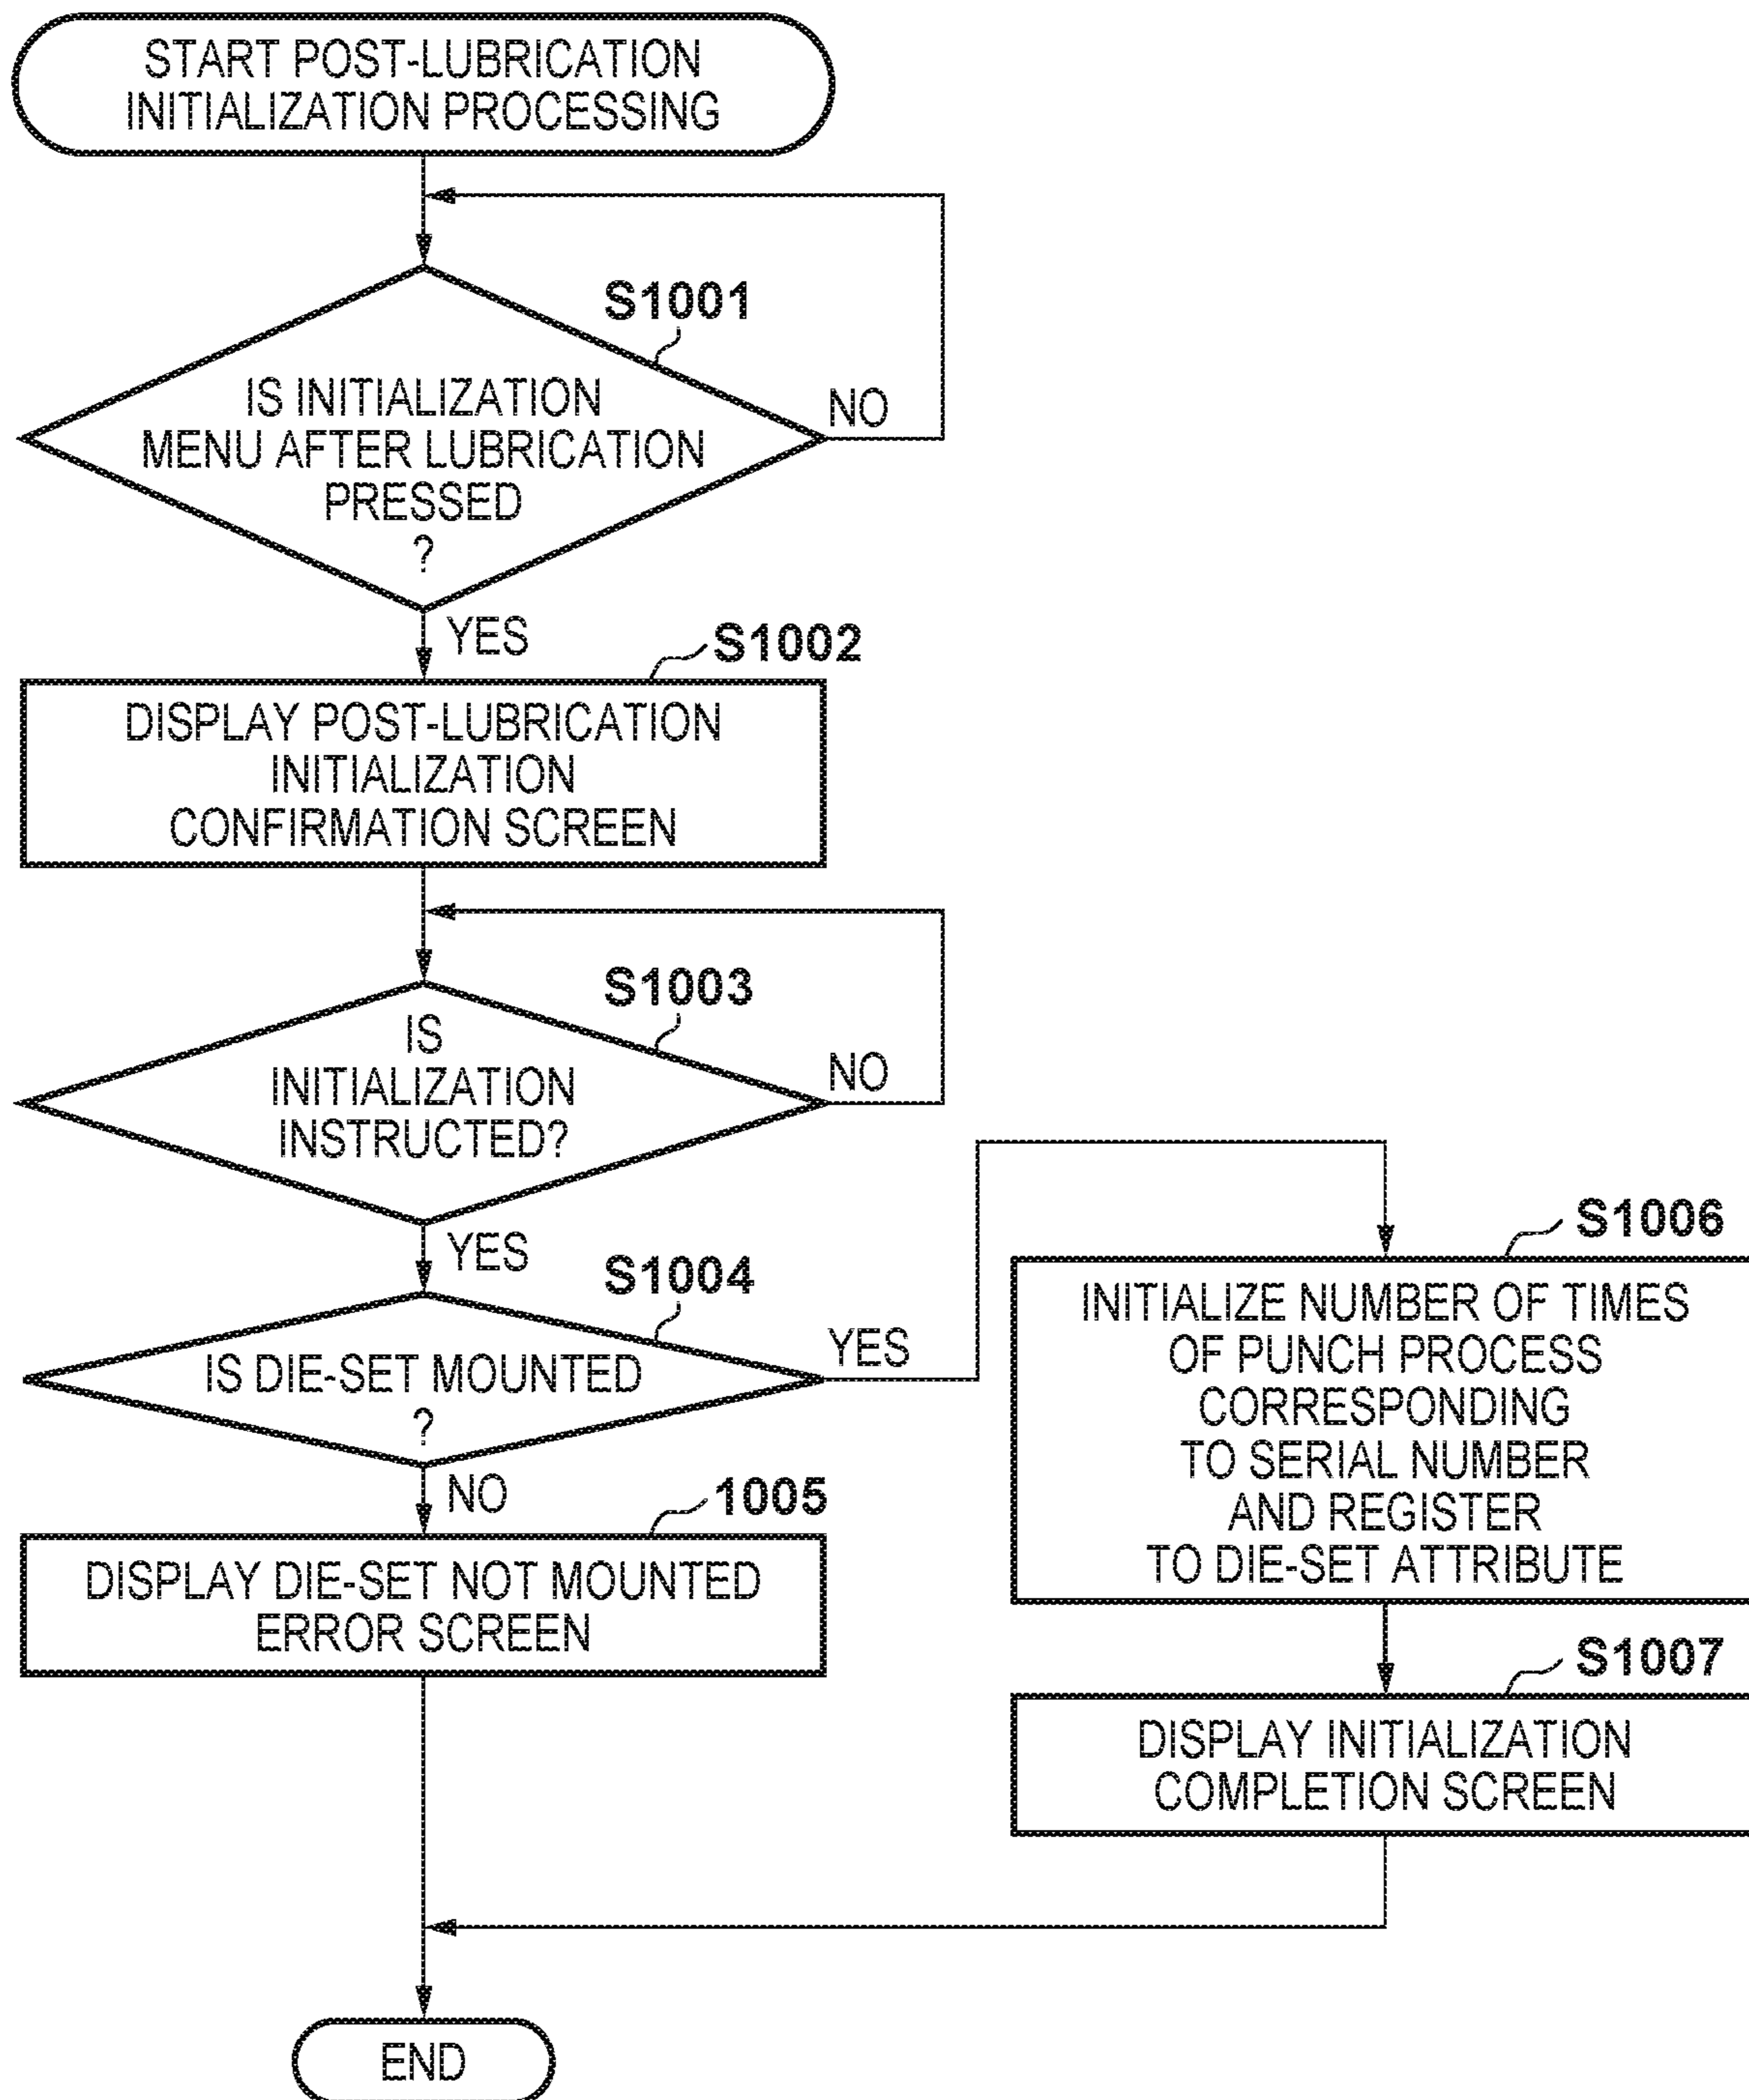 START POST-LUBRICATION
INITIALIZATION PROCESSING
S1001
IS INITIALIZATION
MENU AFTER LUBRICATION
PRESSED
?
NO
YES
S1002
DISPLAY POST-LUBRICATION
INITIALIZATION
CONFIRMATION SCREEN
S1003
IS
INITIALIZATION
INSTRUCTED?
NO
YES
S1004
IS DIE-SET MOUNTED
?
YES
NO
1005
DISPLAY DIE-SET NOT MOUNTED
ERROR SCREEN
S1006
INITIALIZE NUMBER OF TIMES
OF PUNCH PROCESS
CORRESPONDING
TO SERIAL NUMBER
AND REGISTER
TO DIE-SET ATTRIBUTE
S1007
DISPLAY INITIALIZATION
COMPLETION SCREEN
END